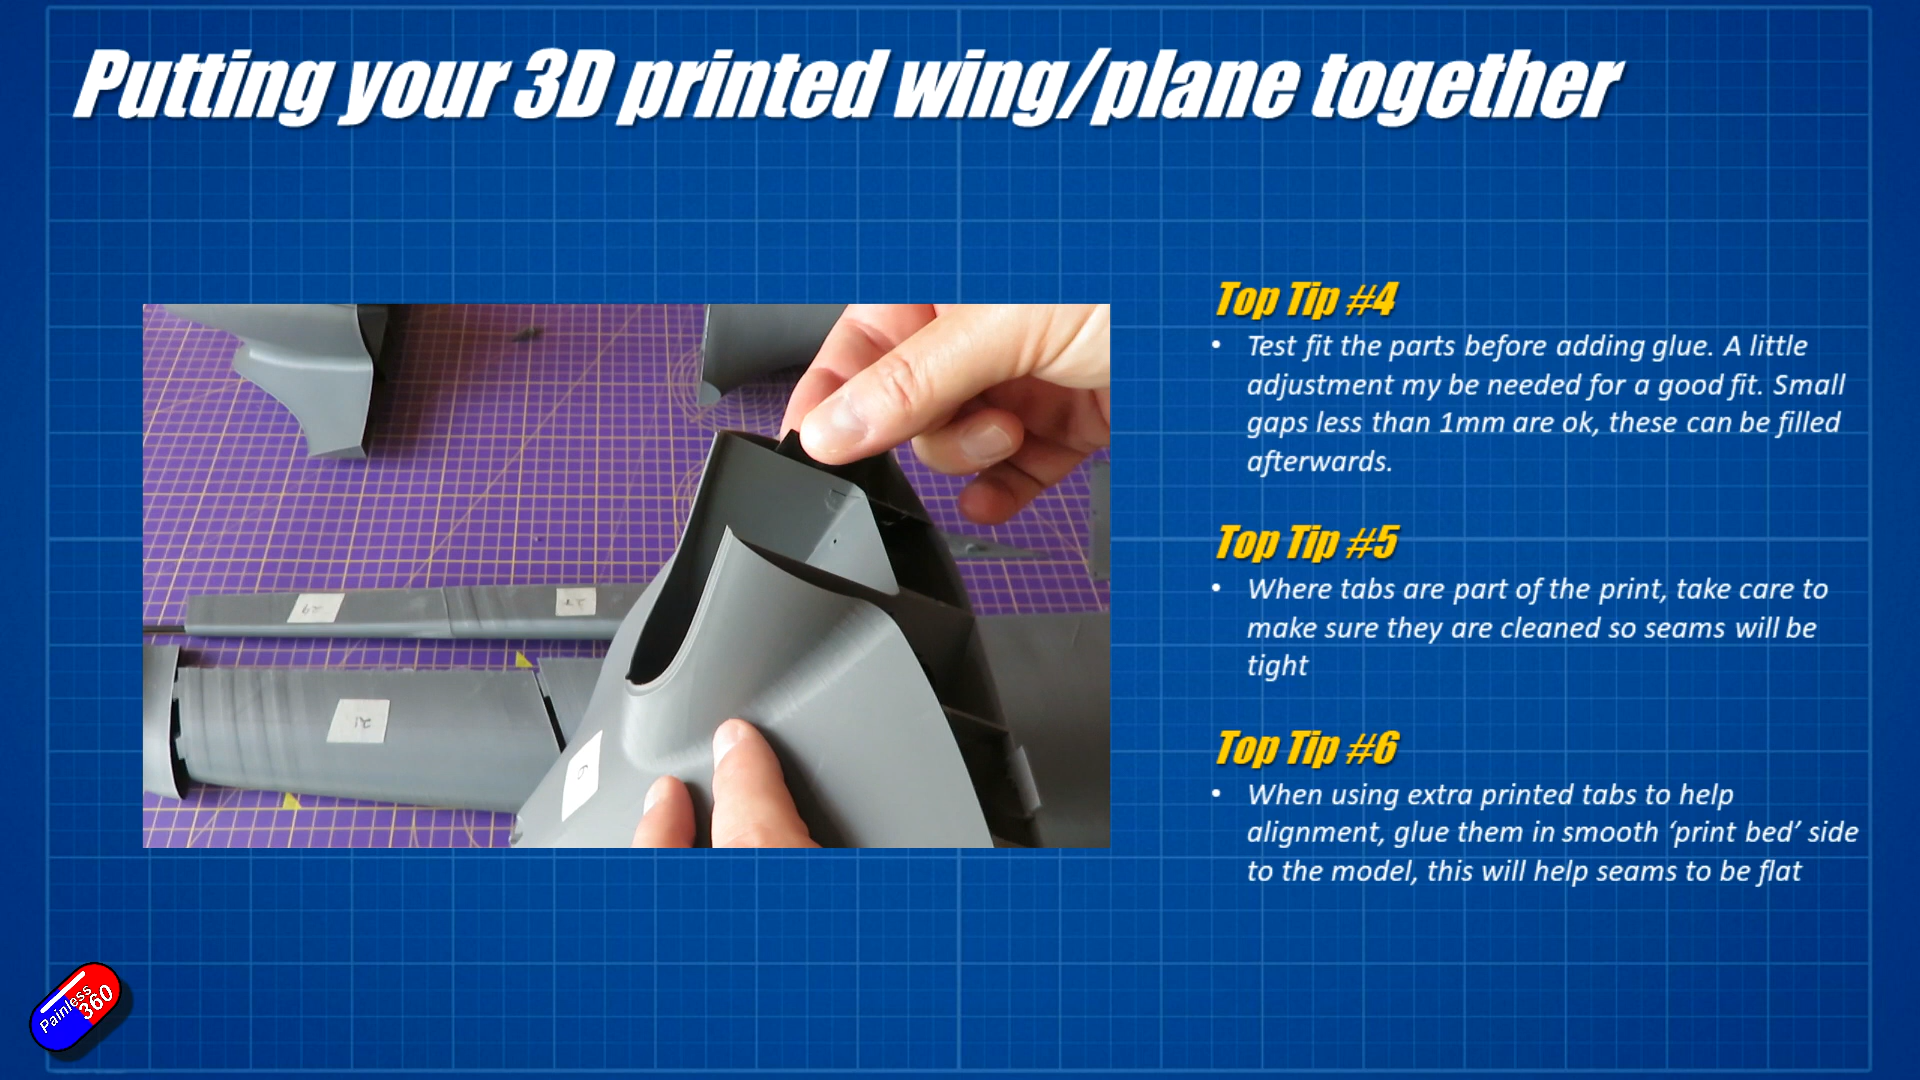 Putting your 3D printed wing/plane together
Top Tip #4
• Test fit the parts before adding glue. A little
adjustment my be needed for a good fit. Small
gaps less than 1mm are ok, these can be filled
afterwards.
Top Tip #5
• Where tabs are part of the print, take care to
make sure they are cleaned so seams will be
tight
Top Tip #6
• When using extra printed tabs to help
alignment, glue them in smooth ‘print bed’ side
to the model, this will help seams to be flat
Painless
360